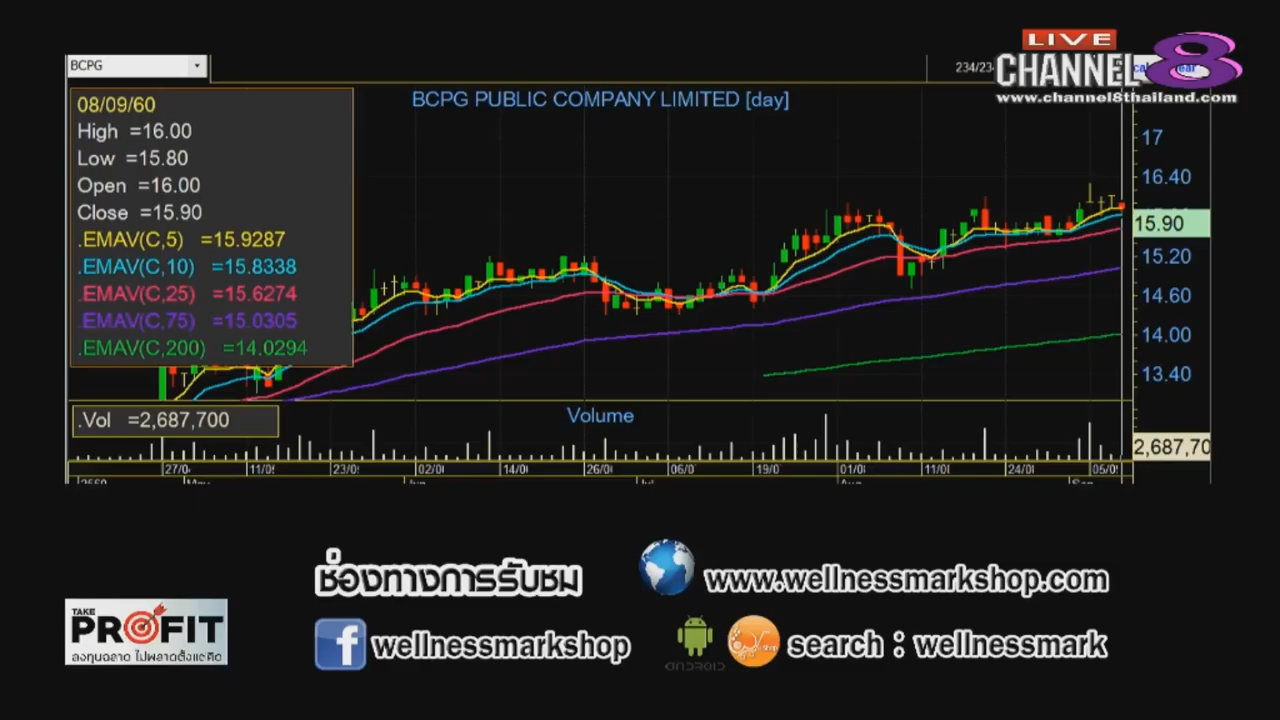 LIVE
CHANNEL 8
www.channel8thailand.com
BCPG
234/23
BCPG PUBLIC COMPANY LIMITED [day]
08/09/60
High =16.00
Low =15.80
Open =16.00
Close =15.90
.EMAV(C,5) =15.9287
.EMAV(C,10) =15.8338
.EMAV(C,25) =15.6274
.EMAV(C,75) =15.0305
.EMAV(C,200) =14.0294
17
16.40
15.90
15.20
14.60
14.00
13.40
.Vol =2,687,700
Volume
2,687,70
27/0 11/0 23/0 02/0 14/0 26/0 06/0 19/0 01/0 11/0 24/0 05/0
ช่องทางการรับชม
www.wellnessmarkshop.com
TAKE
PROFIT
ลงทุนฉลาด ไม่พลาดตั้งแต่คิด
f wellnessmarkshop
ANDROID
search : wellnessmark